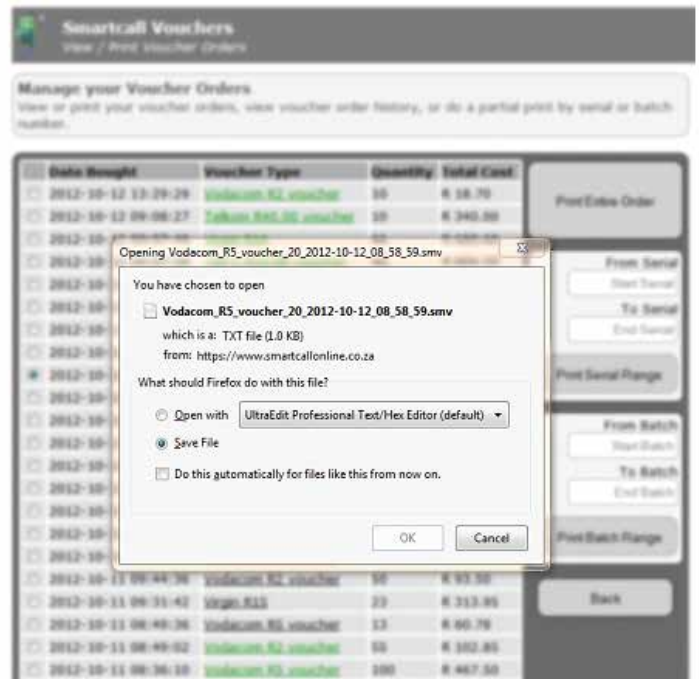 Smartcall Vouchers
View / Print Voucher Orders
Manage your Voucher Orders
View or print your voucher orders, view voucher order history, or do a partial print by serial or batch
number.
Date Bought Voucher Type Quantity Total Cost
2012-10-12 13:29:29 Vodacom R2 voucher 10 R 18.70
Print Entire Order
2012-10-12 09:08:27 Telkom R40.00 voucher 10 R 340.00
2012-10-
Opening Vodacom_R5_voucher_20_2012-10-12_08_58_59.smv
You have chosen to open
Vodacom_R5_voucher_20_2012-10-12_08_58_59.smv
which is a: TXT file (1.0 KB)
from: https://www.smartcallonline.co.za
What should Firefox do with this file?
Open with UltraEdit Professional Text/Hex Editor (default)
Save File
Do this automatically for files like this from now on.
OK Cancel
From Serial
Start Serial
To Serial
End Serial
Print Serial Range
From Batch
Start Batch
To Batch
End Batch
Print Batch Range
Back
2012-10-11 09:44:36 Vodacom R2 voucher 50 R 93.50
2012-10-11 09:31:42 Virgin R15 23 R 313.95
2012-10-11 08:49:36 Vodacom R5 voucher 13 R 60.78
2012-10-11 08:49:02 Vodacom R2 voucher 55 R 102.85
2012-10-11 08:36:10 Vodacom R5 voucher 100 R 467.50